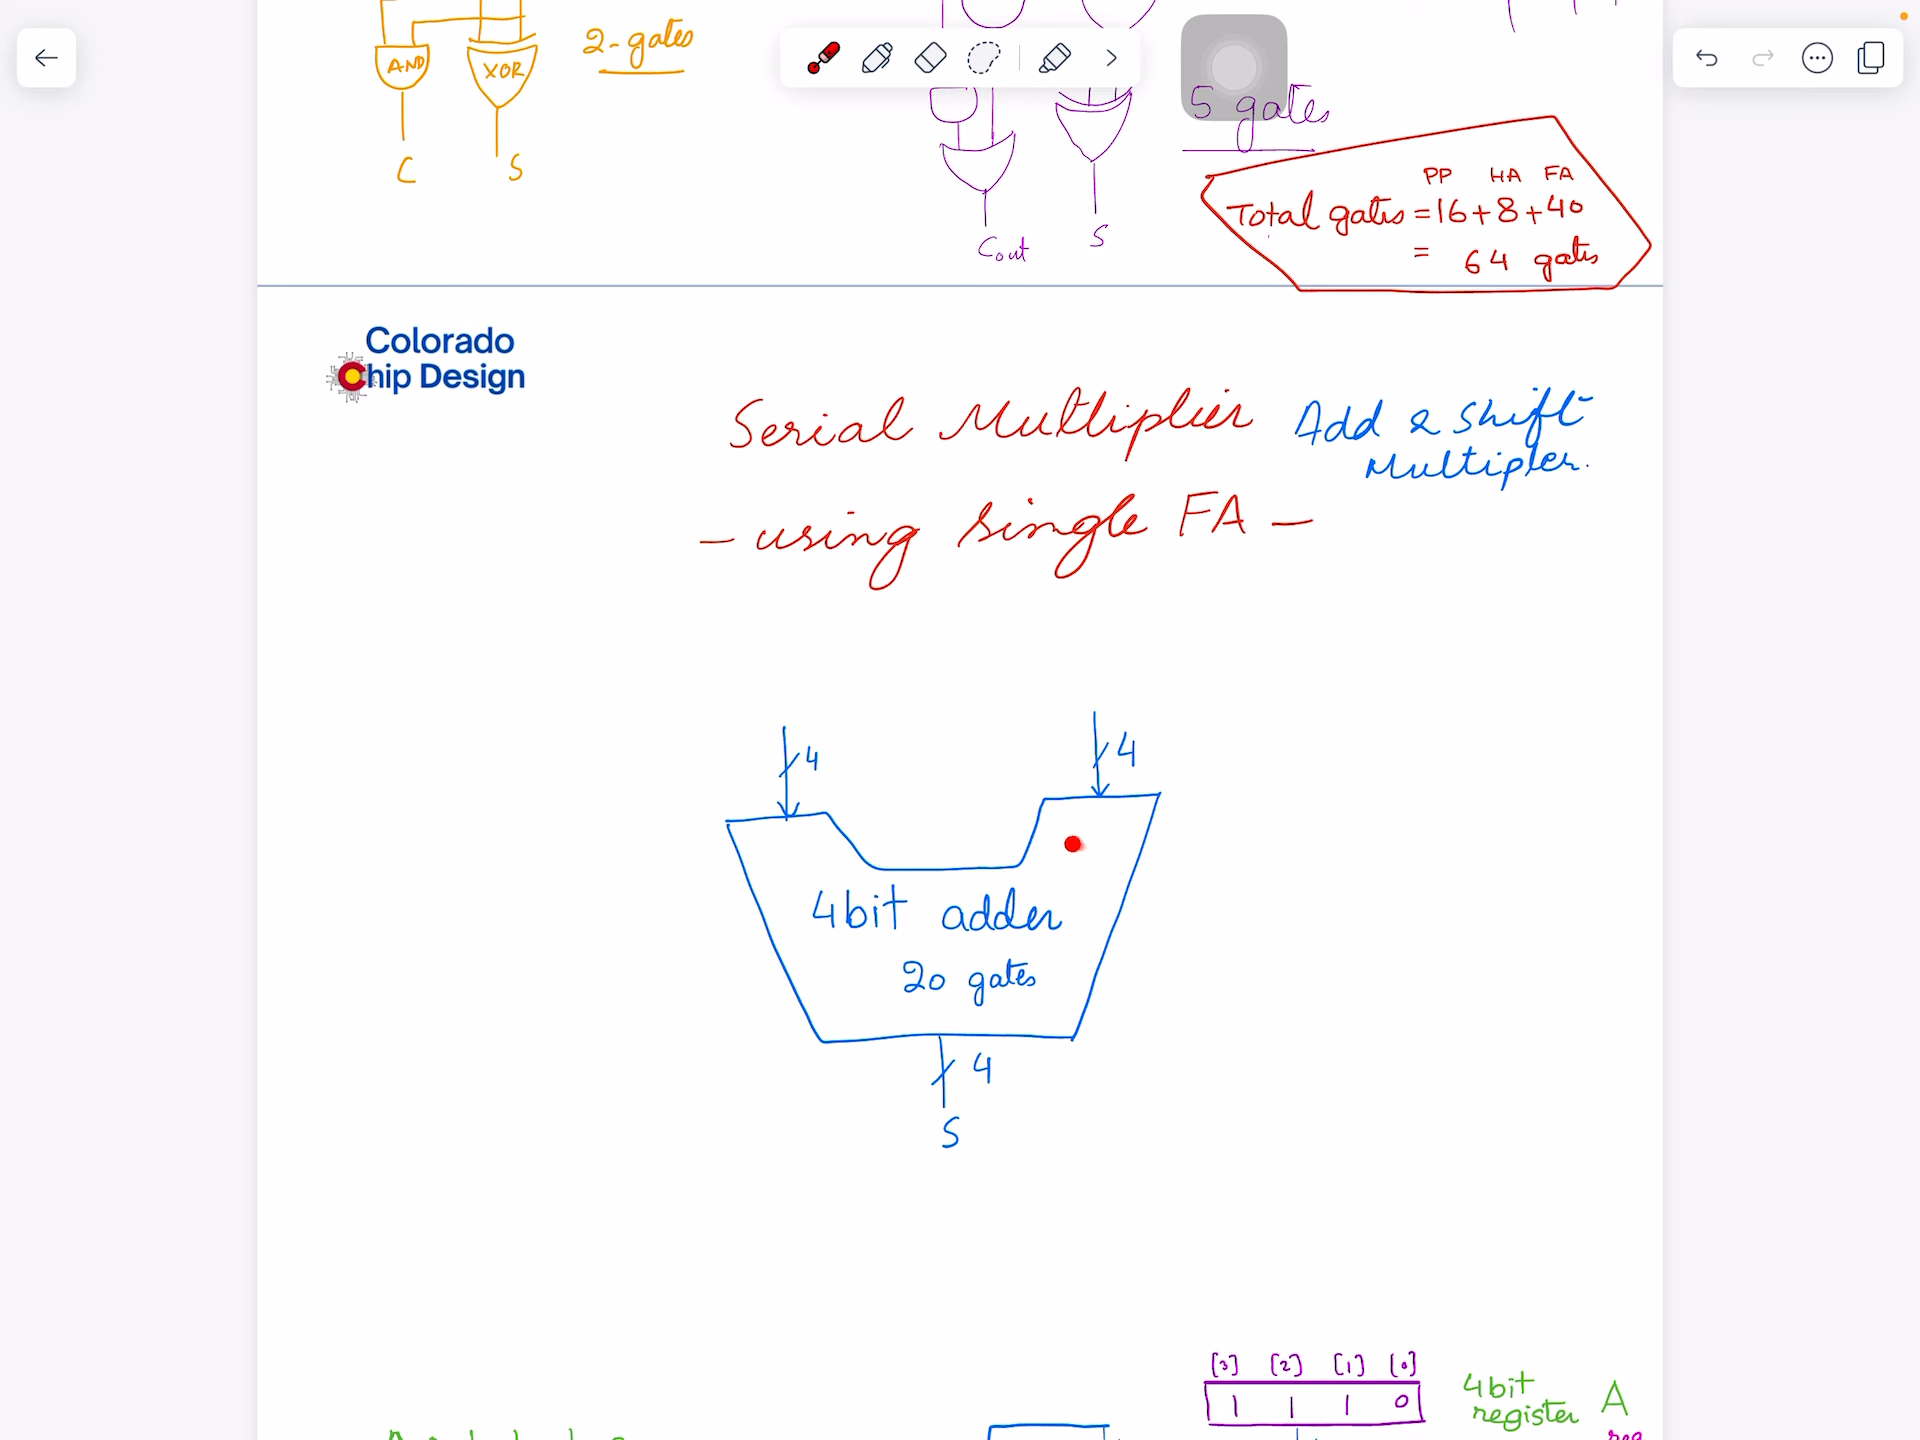 2-gates
AND
XOR
C
S
5 gates
Cout
S
PP HA FA
Total gates = 16 + 8 + 40
= 64 gates
Colorado
Chip Design
Serial Multiplier
Add & Shift
Multipler.
- using single FA -
4
4
4bit adder
20 gates
4
S
[3] [2] [1] [0]
1 1 1 0
4bit
register
A
reg